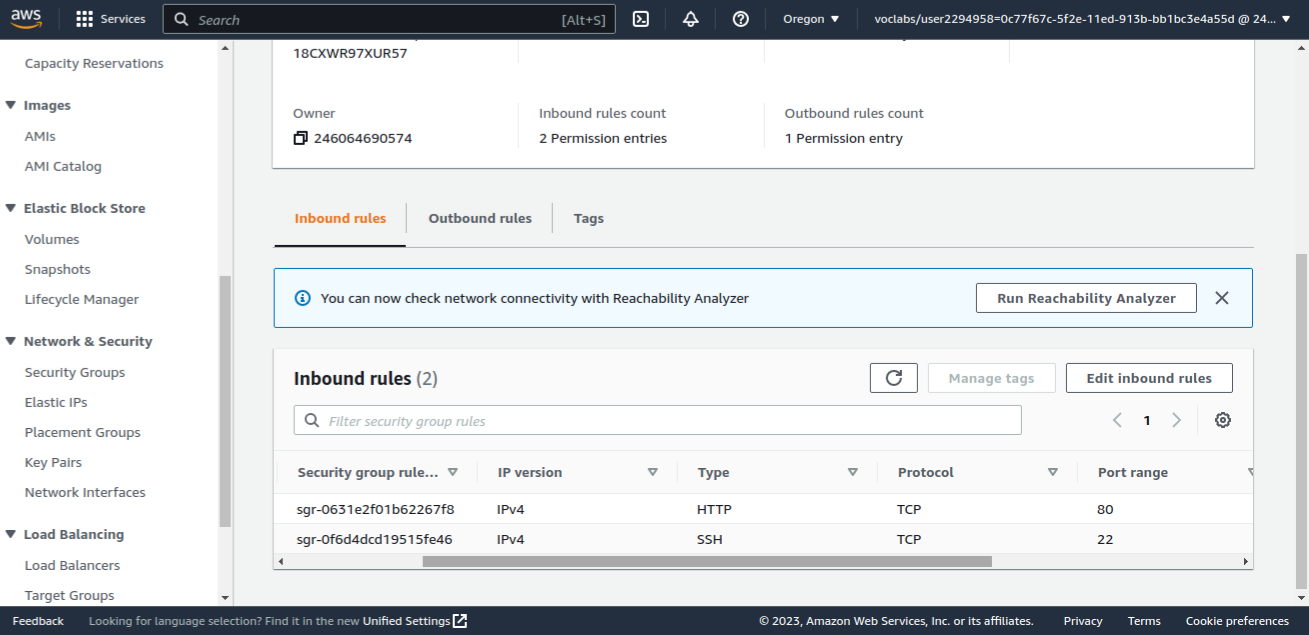 aws
Services
Search [Alt+S]
Oregon
voclabs/user2294958=0c77f67c-5f2e-11ed-913b-bb1bc3e4a55d @ 24...
Capacity Reservations
Images
AMIs
AMI Catalog
Elastic Block Store
Volumes
Snapshots
Lifecycle Manager
Network & Security
Security Groups
Elastic IPs
Placement Groups
Key Pairs
Network Interfaces
Load Balancing
Load Balancers
Target Groups
18CXWR97XUR57
Owner
246064690574
Inbound rules count
2 Permission entries
Outbound rules count
1 Permission entry
Inbound rules
Outbound rules
Tags
You can now check network connectivity with Reachability Analyzer
Run Reachability Analyzer
Inbound rules (2)
Manage tags
Edit inbound rules
Filter security group rules
1
Security group rule... IP version Type Protocol Port range
sgr-0631e2f01b62267f8 IPv4 HTTP TCP 80
sgr-0f6d4dcd19515fe46 IPv4 SSH TCP 22
Feedback
Looking for language selection? Find it in the new Unified Settings
© 2023, Amazon Web Services, Inc. or its affiliates.
Privacy
Terms
Cookie preferences